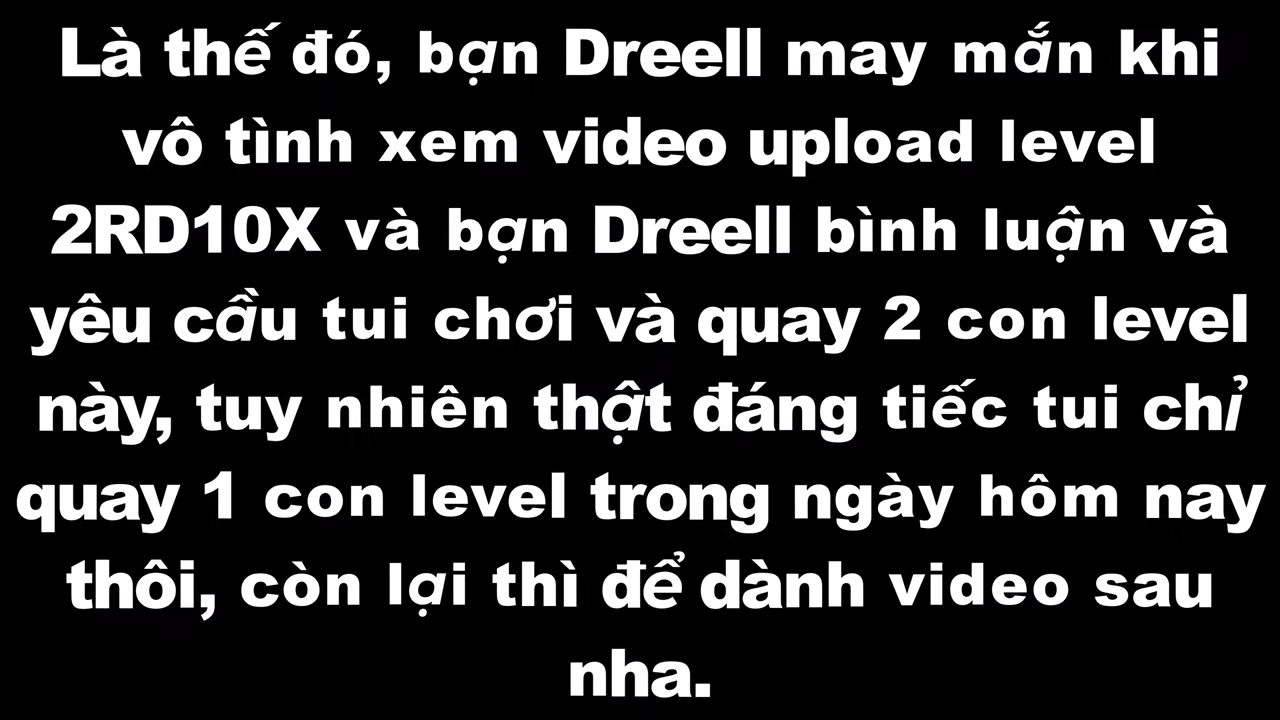 Là thế đó, bạn Dreell may mắn khi
vô tình xem video upload level
2RD10X và bạn Dreell bình luận và
yêu cầu tui chơi và quay 2 con level
này, tuy nhiên thật đáng tiếc tui chỉ
quay 1 con level trong ngày hôm nay
thôi, còn lại thì để dành video sau
nha.